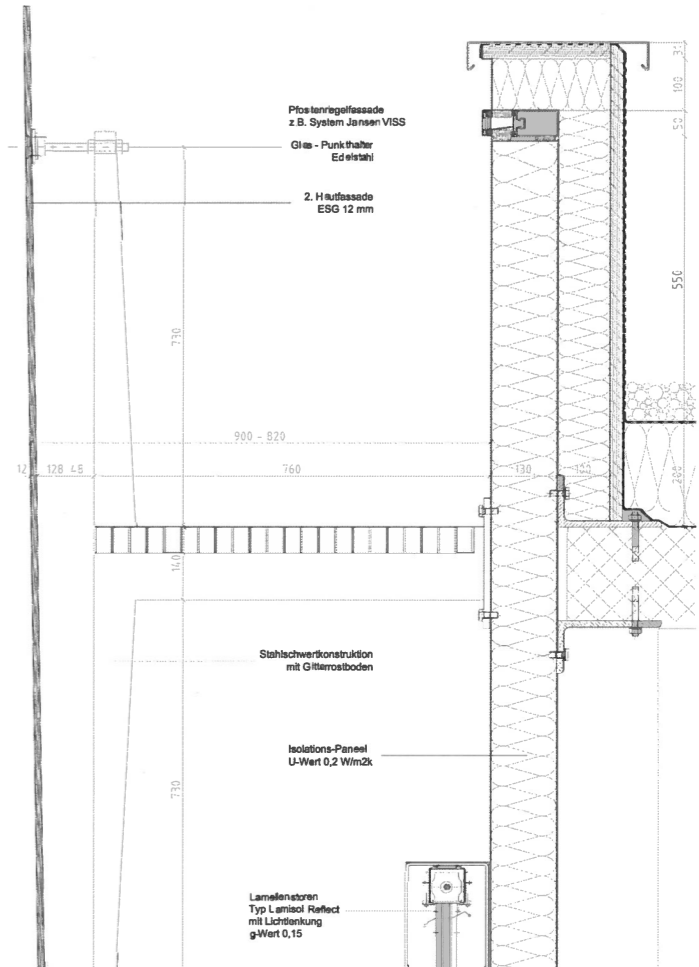 Pfostenriegelfassade
z.B. System Jansen VISS
Glas - Punkthalter
Edelstahl
2. Hautfassade
ESG 12 mm
100
50
550
730
900 - 820
12 128 45 760 130
200
140
Stahlschwertkonstruktion
mit Gitterrostboden
Isolations-Paneel
U-Wert 0,2 W/m2k
730
Lamellenstoren
Typ Lamisol Reflect
mit Lichtlenkung
g-Wert 0,15